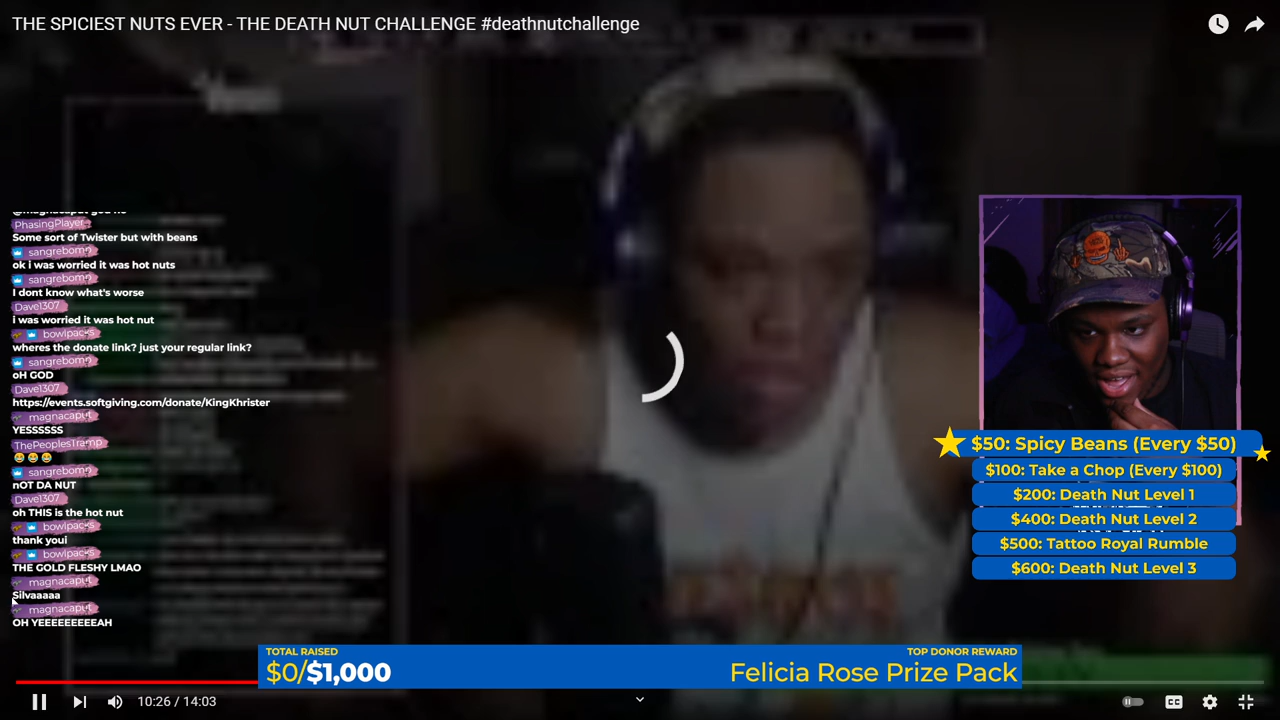 THE SPICIEST NUTS EVER - THE DEATH NUT CHALLENGE #deathnutchallenge
PhasingPlayer
Some sort of Twister but with beans
sangrebomp
ok i was worried it was hot nuts
sangrebomp
I dont know what's worse
Dave1307
i was worried it was hot nut
bowlpacks
wheres the donate link? just your regular link?
sangrebomp
oH GOD
Dave1307
https://events.softgiving.com/donate/KingKhrister
magnacaput
YESSSSSS
ThePeoples1ramp
sangrebomp
nOT DA NUT
Dave1307
oh THIS is the hot nut
bowlpacks
thank youi
bowlpacks
THE GOLD FLESHY LMAO
magnacaput
Silvaaaaa
magnacaput
OH YEEEEEEEEEAH
$50: Spicy Beans (Every $50)
$100: Take a Chop (Every $100)
$200: Death Nut Level 1
$400: Death Nut Level 2
$500: Tattoo Royal Rumble
$600: Death Nut Level 3
TOTAL RAISED
$0/$1,000
TOP DONOR REWARD
Felicia Rose Prize Pack
10:26 / 14:03
CC